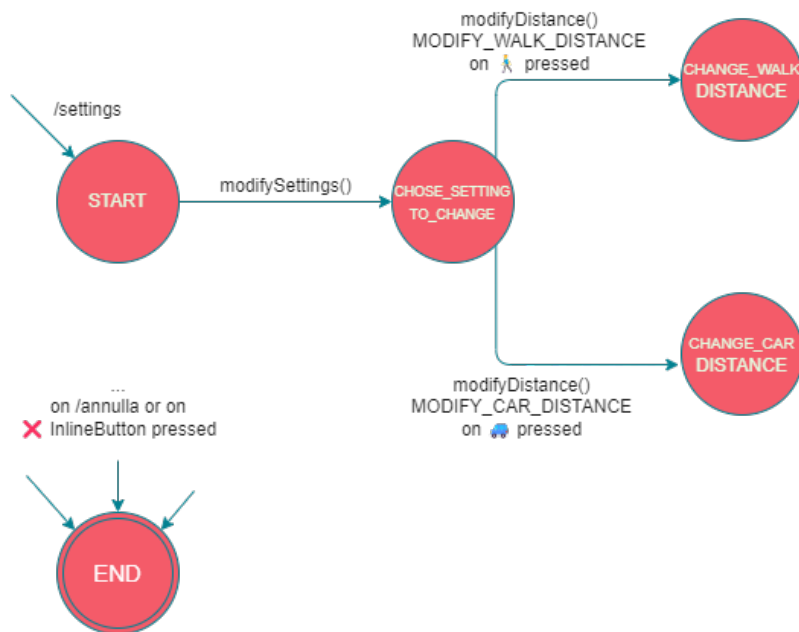 modifyDistance()
MODIFY_WALK_DISTANCE
on 🚶 pressed
CHANGE_WALK
DISTANCE
/settings
START
modifySettings()
CHOSE_SETTING
TO_CHANGE
CHANGE_CAR
DISTANCE
modifyDistance()
MODIFY_CAR_DISTANCE
on 🚙 pressed
...
on /annulla or on
❌ InlineButton pressed
END